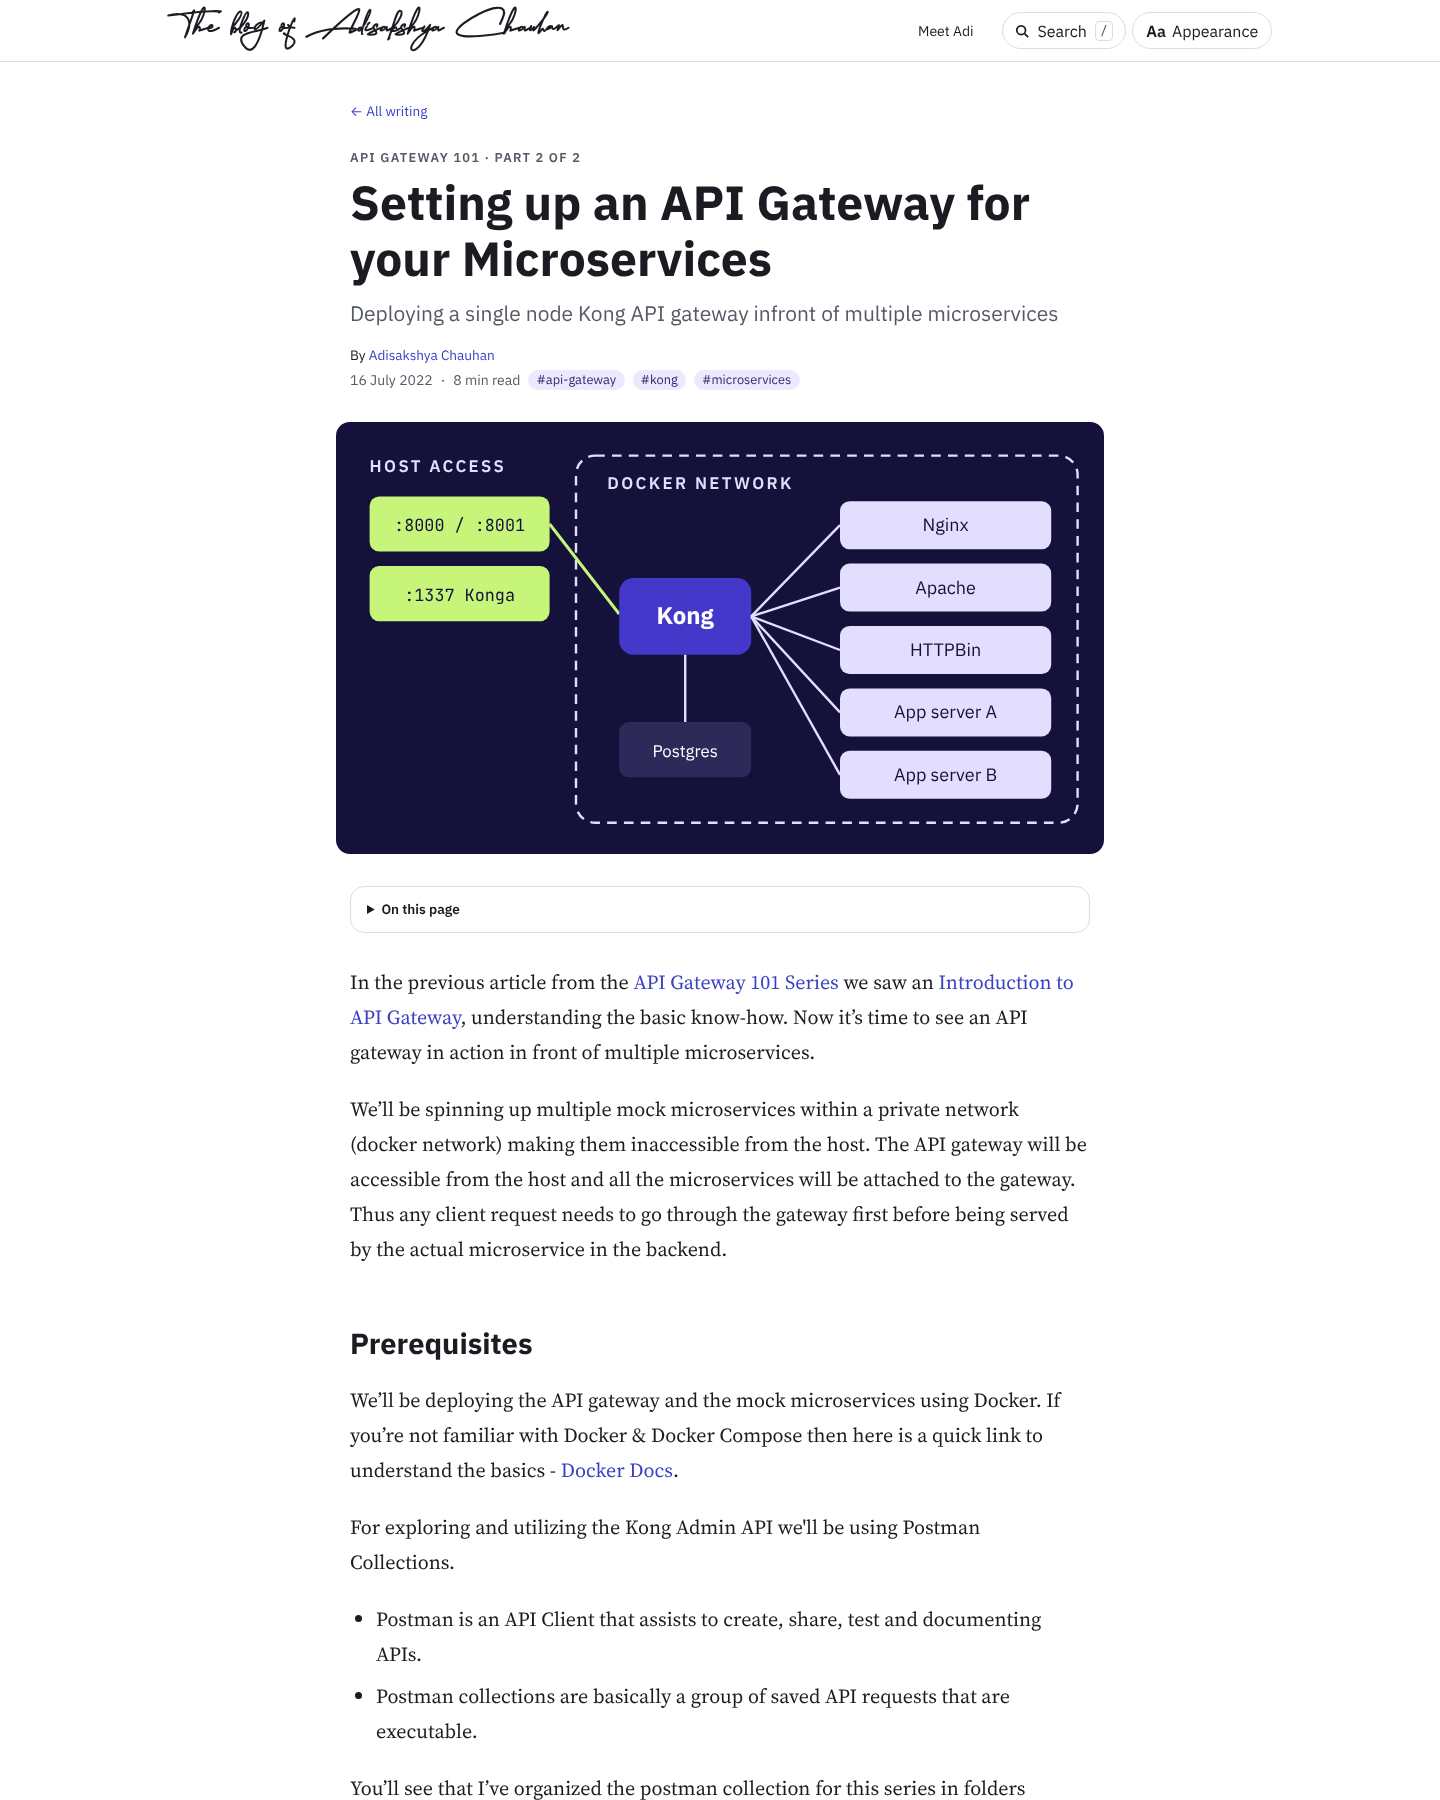 The blog of Adisakshya Chauhan
Meet Adi
Search /
Aa Appearance
← All writing
API GATEWAY 101 · PART 2 OF 2
Setting up an API Gateway for
your Microservices
Deploying a single node Kong API gateway infront of multiple microservices
By Adisakshya Chauhan
16 July 2022 · 8 min read #api-gateway #kong #microservices
HOST ACCESS
:8000 / :8001
:1337 Konga
DOCKER NETWORK
Kong
Postgres
Nginx
Apache
HTTPBin
App server A
App server B
On this page
In the previous article from the API Gateway 101 Series we saw an Introduction to
API Gateway, understanding the basic know-how. Now it’s time to see an API
gateway in action in front of multiple microservices.
We’ll be spinning up multiple mock microservices within a private network
(docker network) making them inaccessible from the host. The API gateway will be
accessible from the host and all the microservices will be attached to the gateway.
Thus any client request needs to go through the gateway first before being served
by the actual microservice in the backend.
Prerequisites
We’ll be deploying the API gateway and the mock microservices using Docker. If
you’re not familiar with Docker & Docker Compose then here is a quick link to
understand the basics - Docker Docs.
For exploring and utilizing the Kong Admin API we'll be using Postman
Collections.
• Postman is an API Client that assists to create, share, test and documenting
APIs.
• Postman collections are basically a group of saved API requests that are
executable.
You’ll see that I’ve organized the postman collection for this series in folders